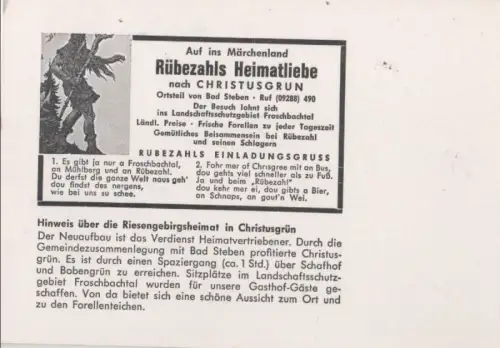 Auf ins Märchenland
Rübezahls Heimatliebe
nach CHRISTUSGRUN
Ortsteil von Bad Steben · Ruf (09288) 490
Der Besuch lohnt sich
ins Landschaftsschutzgebiet Froschbachtal
Ländl. Preise · Frische Forellen zu jeder Tageszeit
Gemütliches Beisammensein bei Rübezahl
und seinen Schlagern
RUBEZAHLS EINLADUNGSGRUSS
1. Es gibt ja nur a Froschbachtal,
an Mühlberg und an Rübezahl.
Du derfst die ganze Welt naus geh'
dou findst des nergens,
wie bei uns su schee.
2. Fohr mer of Chrisgree mit an Bus,
dou gehts viel schneller als zu Fuß.
Ja und beim „Rübezahl"
dou kehr mer ei, dou gibts a Bier,
an Schnaps, an gaut'n Wei.
Hinweis über die Riesengebirgsheimat in Christusgrün
Der Neuaufbau ist das Verdienst Heimatvertriebener. Durch die
Gemeindezusammenlegung mit Bad Steben profitierte Christus-
grün. Es ist durch einen Spaziergang (ca. 1 Std.) über Schafhof
und Bobengrün zu erreichen. Sitzplätze im Landschaftsschutz-
gebiet Froschbachtal wurden für unsere Gasthof-Gäste ge-
schaffen. Von da bietet sich eine schöne Aussicht zum Ort und
zu den Forellenteichen.